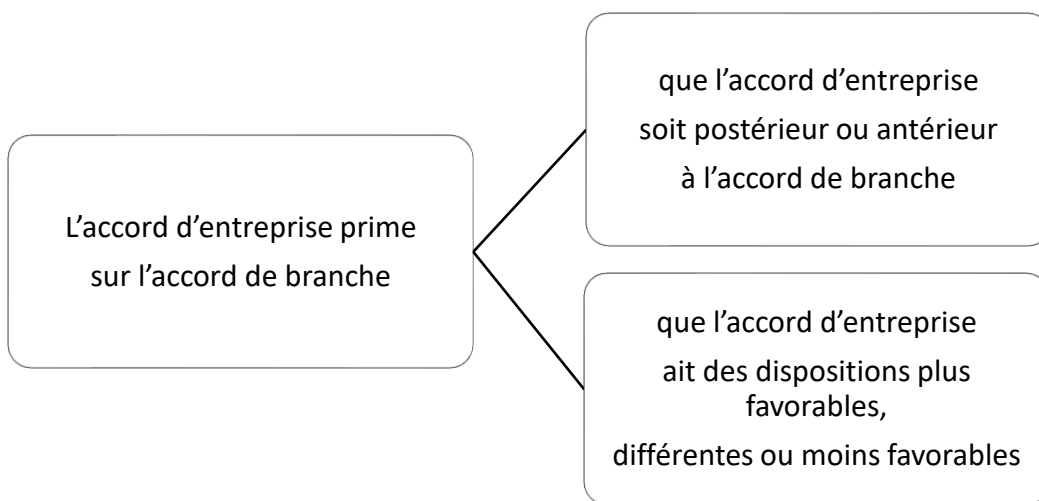 L’accord d’entreprise prime
sur l’accord de branche
que l’accord d’entreprise
soit postérieur ou antérieur
à l’accord de branche
que l’accord d’entreprise
ait des dispositions plus
favorables,
différentes ou moins favorables